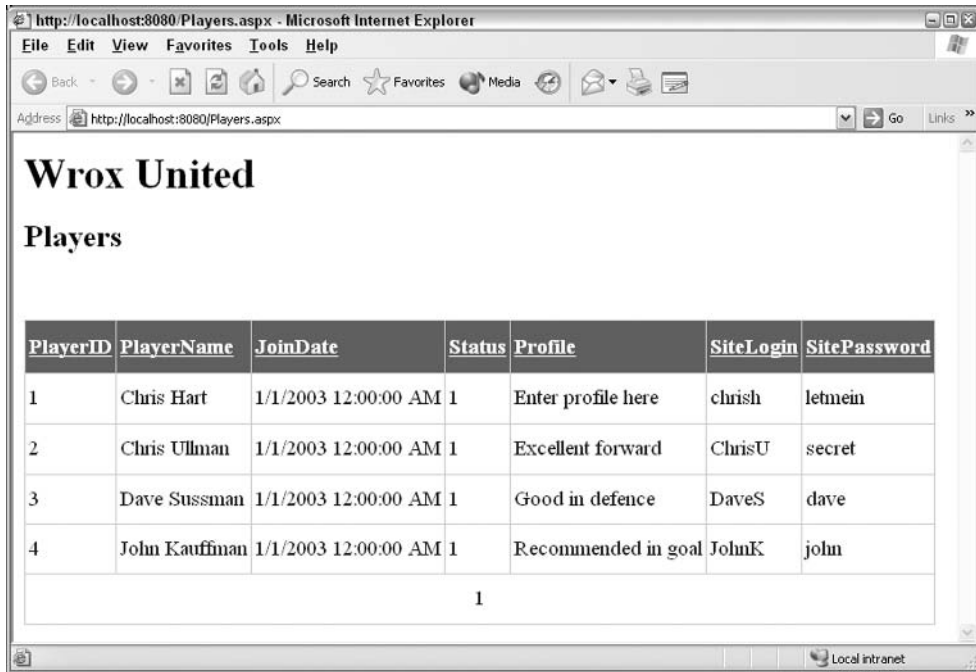 http://localhost:8080/Players.aspx - Microsoft Internet Explorer
File Edit View Favorites Tools Help
Back Search Favorites Media
Address http://localhost:8080/Players.aspx Go Links »
Wrox United
Players
PlayerID PlayerName JoinDate Status Profile SiteLogin SitePassword
1 Chris Hart 1/1/2003 12:00:00 AM 1 Enter profile here chrish letmein
2 Chris Ullman 1/1/2003 12:00:00 AM 1 Excellent forward ChrisU secret
3 Dave Sussman 1/1/2003 12:00:00 AM 1 Good in defence DaveS dave
4 John Kauffman 1/1/2003 12:00:00 AM 1 Recommended in goal JohnK john
1
Local intranet